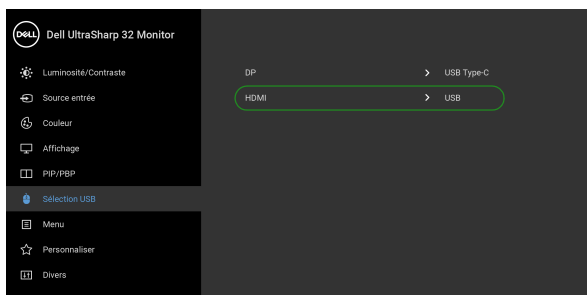 DELL Dell UltraSharp 32 Monitor
Luminosité/Contraste
Source entrée
Couleur
Affichage
PIP/PBP
Sélection USB
Menu
Personnaliser
Divers
DP > USB Type-C
HDMI > USB